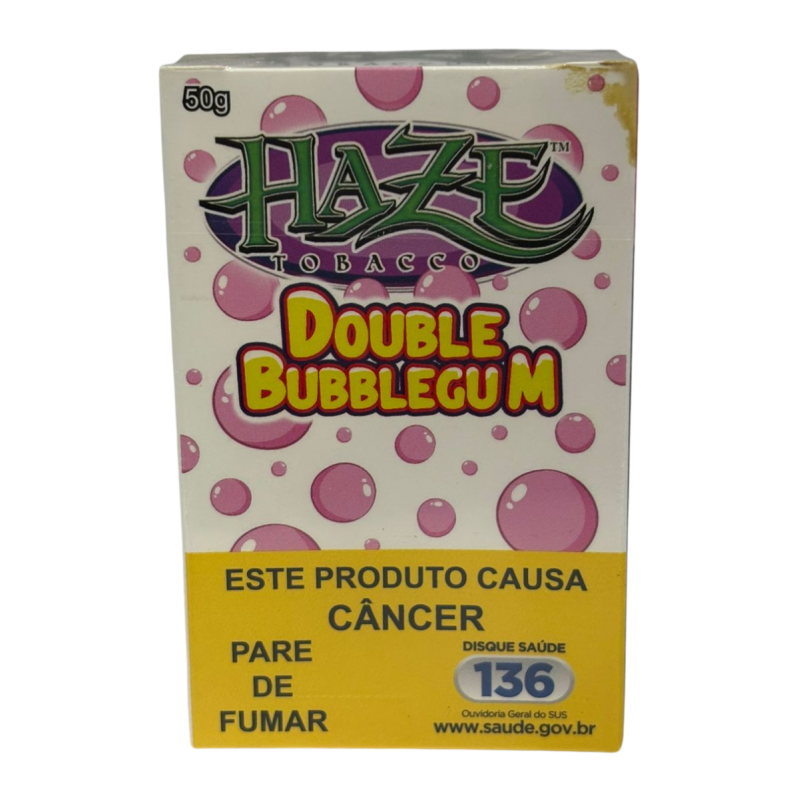 50g
HAZE™
TOBACCO
DOUBLE
BUBBLEGUM
ESTE PRODUTO CAUSA
CÂNCER
PARE
DE
FUMAR
DISQUE SAÚDE
136
Ouvidoria Geral do SUS
www.saude.gov.br